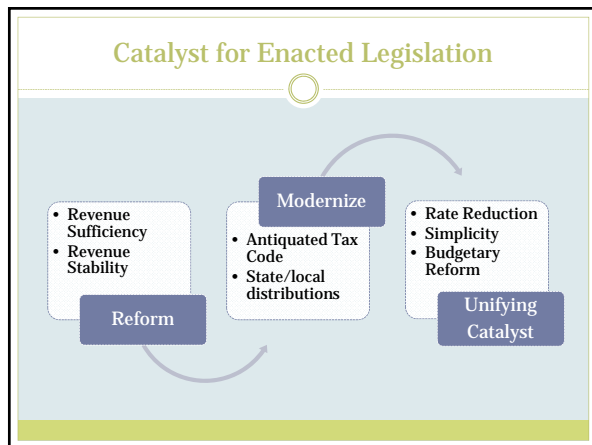 Catalyst for Enacted Legislation
• Revenue
Sufficiency
• Revenue
Stability
Reform
Modernize
• Antiquated Tax
Code
• State/local
distributions
• Rate Reduction
• Simplicity
• Budgetary
Reform
Unifying
Catalyst